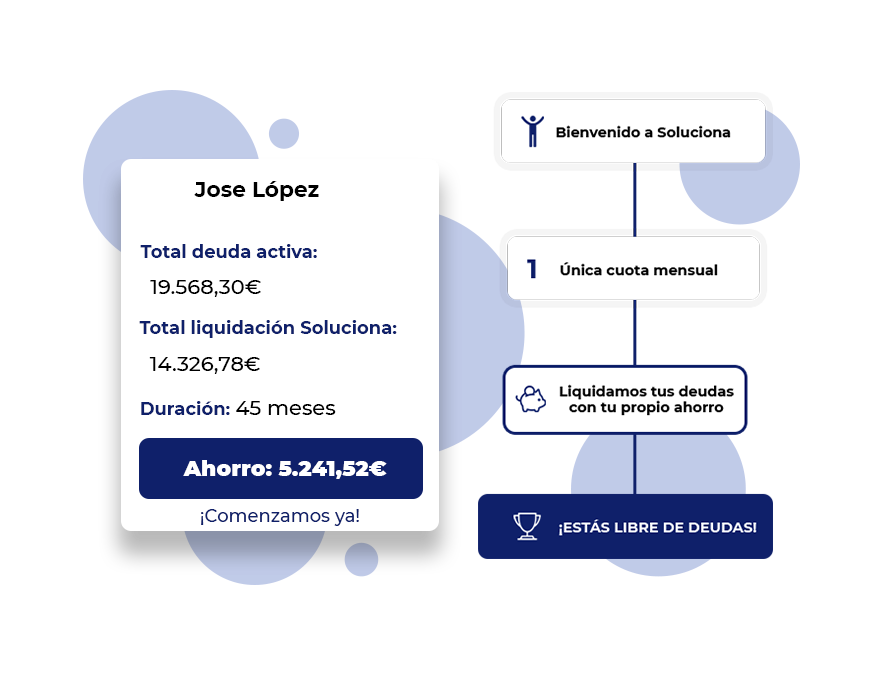 Jose López
Total deuda activa:
19.568,30€
Total liquidación Soluciona:
14.326,78€
Duración: 45 meses
Ahorro: 5.241,52€
¡Comenzamos ya!
Bienvenido a Soluciona
1 Única cuota mensual
Liquidamos tus deudas
con tu propio ahorro
¡ESTÁS LIBRE DE DEUDAS!